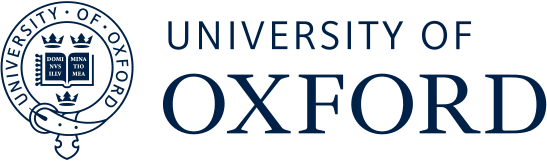 UNIVERSITY · OF · OXFORD
DOMI MINA
NVS TIO
ILLV MEA
UNIVERSITY OF
OXFORD